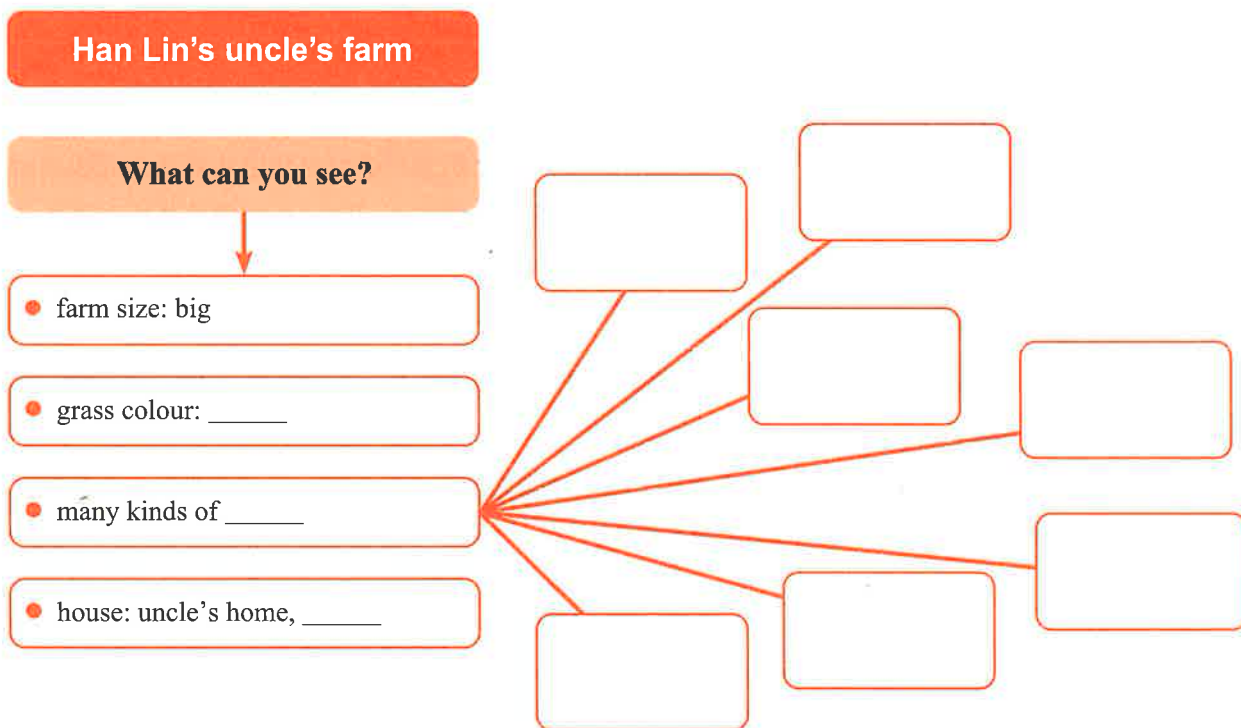 Han Lin's uncle's farm
What can you see?
farm size: big
grass colour: ______
many kinds of ______
house: uncle's home, ______